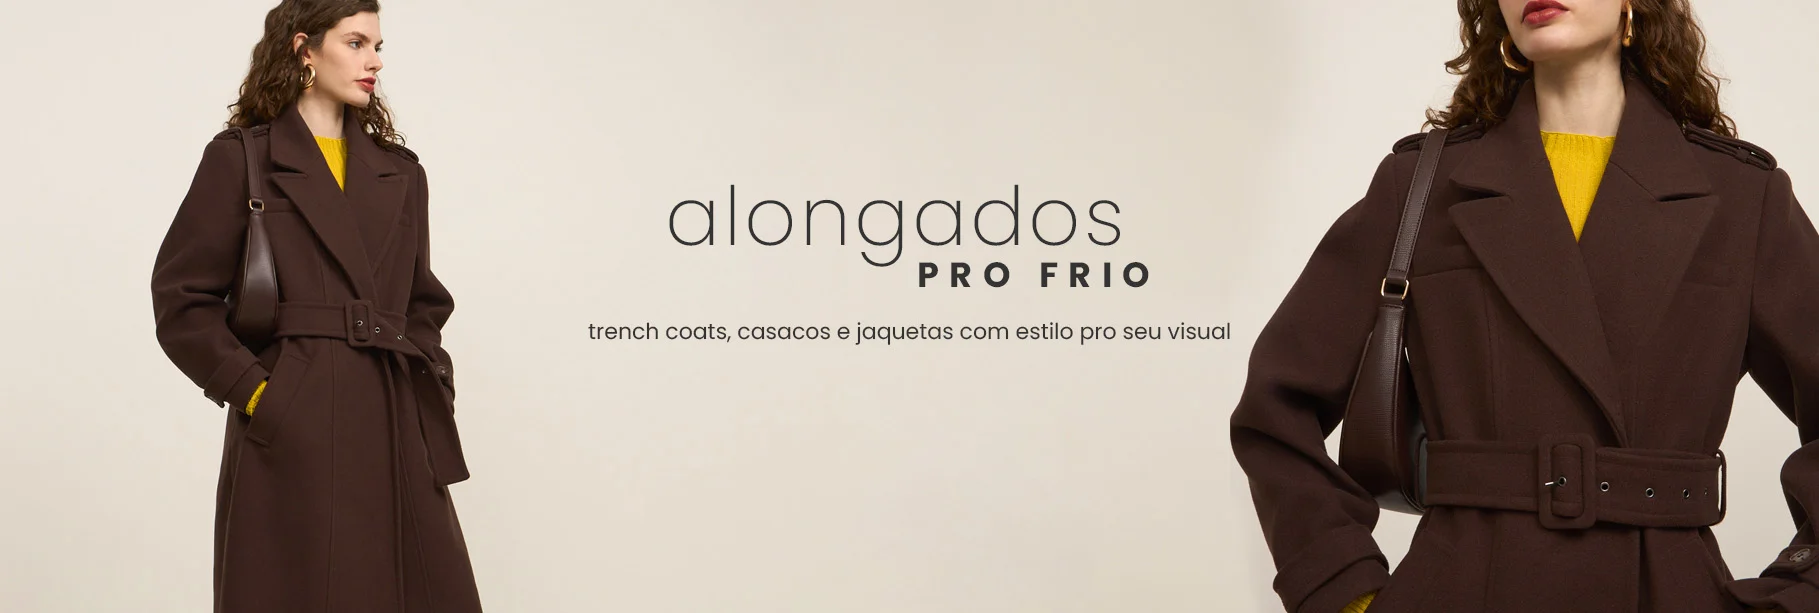 alongados
PRO FRIO
trench coats, casacos e jaquetas com estilo pro seu visual